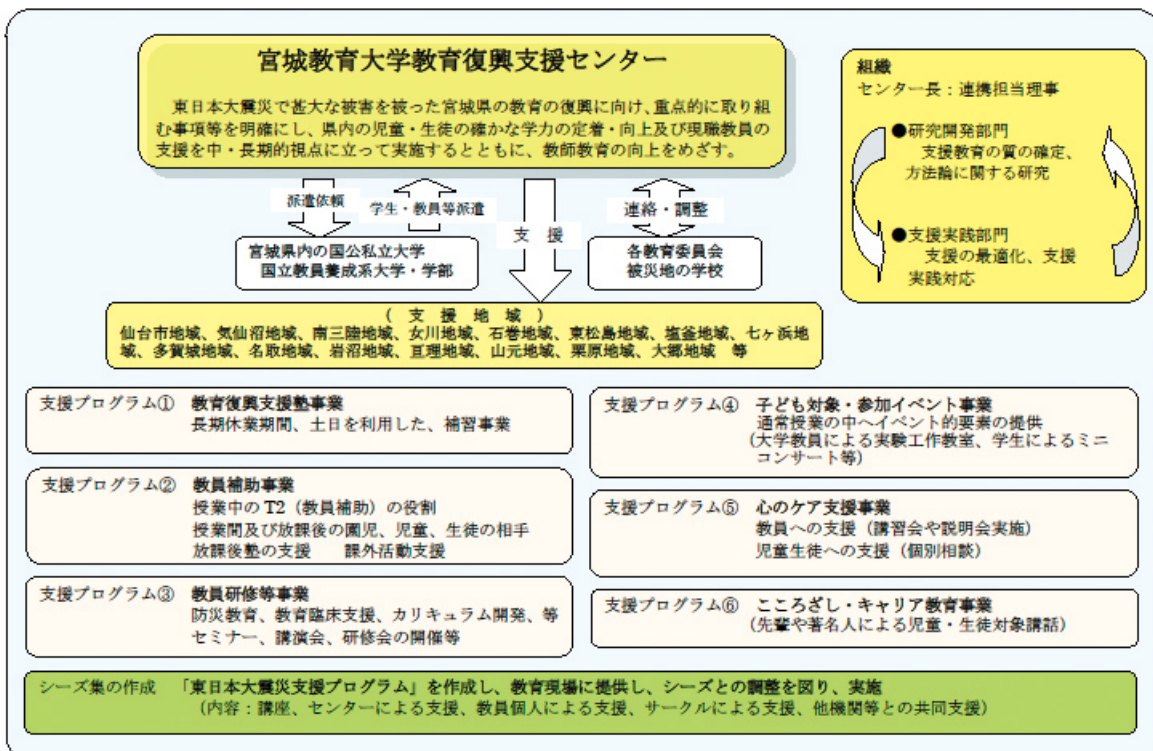 宮城教育大学教育復興支援センター
東日本大震災で甚大な被害を被った宮城県の教育の復興に向け、重点的に取り組
む事項等を明確にし、県内の児童・生徒の確かな学力の定着・向上及び現職教員の
支援を中・長期的視点に立って実施するとともに、教師教育の向上をめざす。
組織
センター長：連携担当理事
●研究開発部門
支援教育の質の確定、
方法論に関する研究
●支援実践部門
支援の最適化、支援
実践対応
派遣依頼
学生・教員等派遣
支　援
連絡・調整
宮城県内の国公私立大学
国立教員養成系大学・学部
各教育委員会
被災地の学校
（　支　援　地　域　）
仙台市地域、気仙沼地域、南三陸地域、女川地域、石巻地域、東松島地域、塩釜地域、七ヶ浜地
域、多賀城地域、名取地域、岩沼地域、亘理地域、山元地域、栗原地域、大郷地域　等
支援プログラム①　教育復興支援塾事業
長期休業期間、土日を利用した、補習事業
支援プログラム②　教員補助事業
授業中の T2（教員補助）の役割
授業間及び放課後の園児、児童、生徒の相手
放課後塾の支援　　課外活動支援
支援プログラム③　教員研修等事業
防災教育、教育臨床支援、カリキュラム開発、等
セミナー、講演会、研修会の開催等
支援プログラム④　子ども対象・参加イベント事業
通常授業の中へイベント的要素の提供
（大学教員による実験工作教室、学生によるミニ
コンサート等）
支援プログラム⑤　心のケア支援事業
教員への支援（講習会や説明会実施）
児童生徒への支援（個別相談）
支援プログラム⑥　こころざし・キャリア教育事業
（先輩や著名人による児童・生徒対象講話）
シーズ集の作成　「東日本大震災支援プログラム」を作成し、教育現場に提供し、シーズとの調整を図り、実施
（内容：講座、センターによる支援、教員個人による支援、サークルによる支援、他機関等との共同支援）